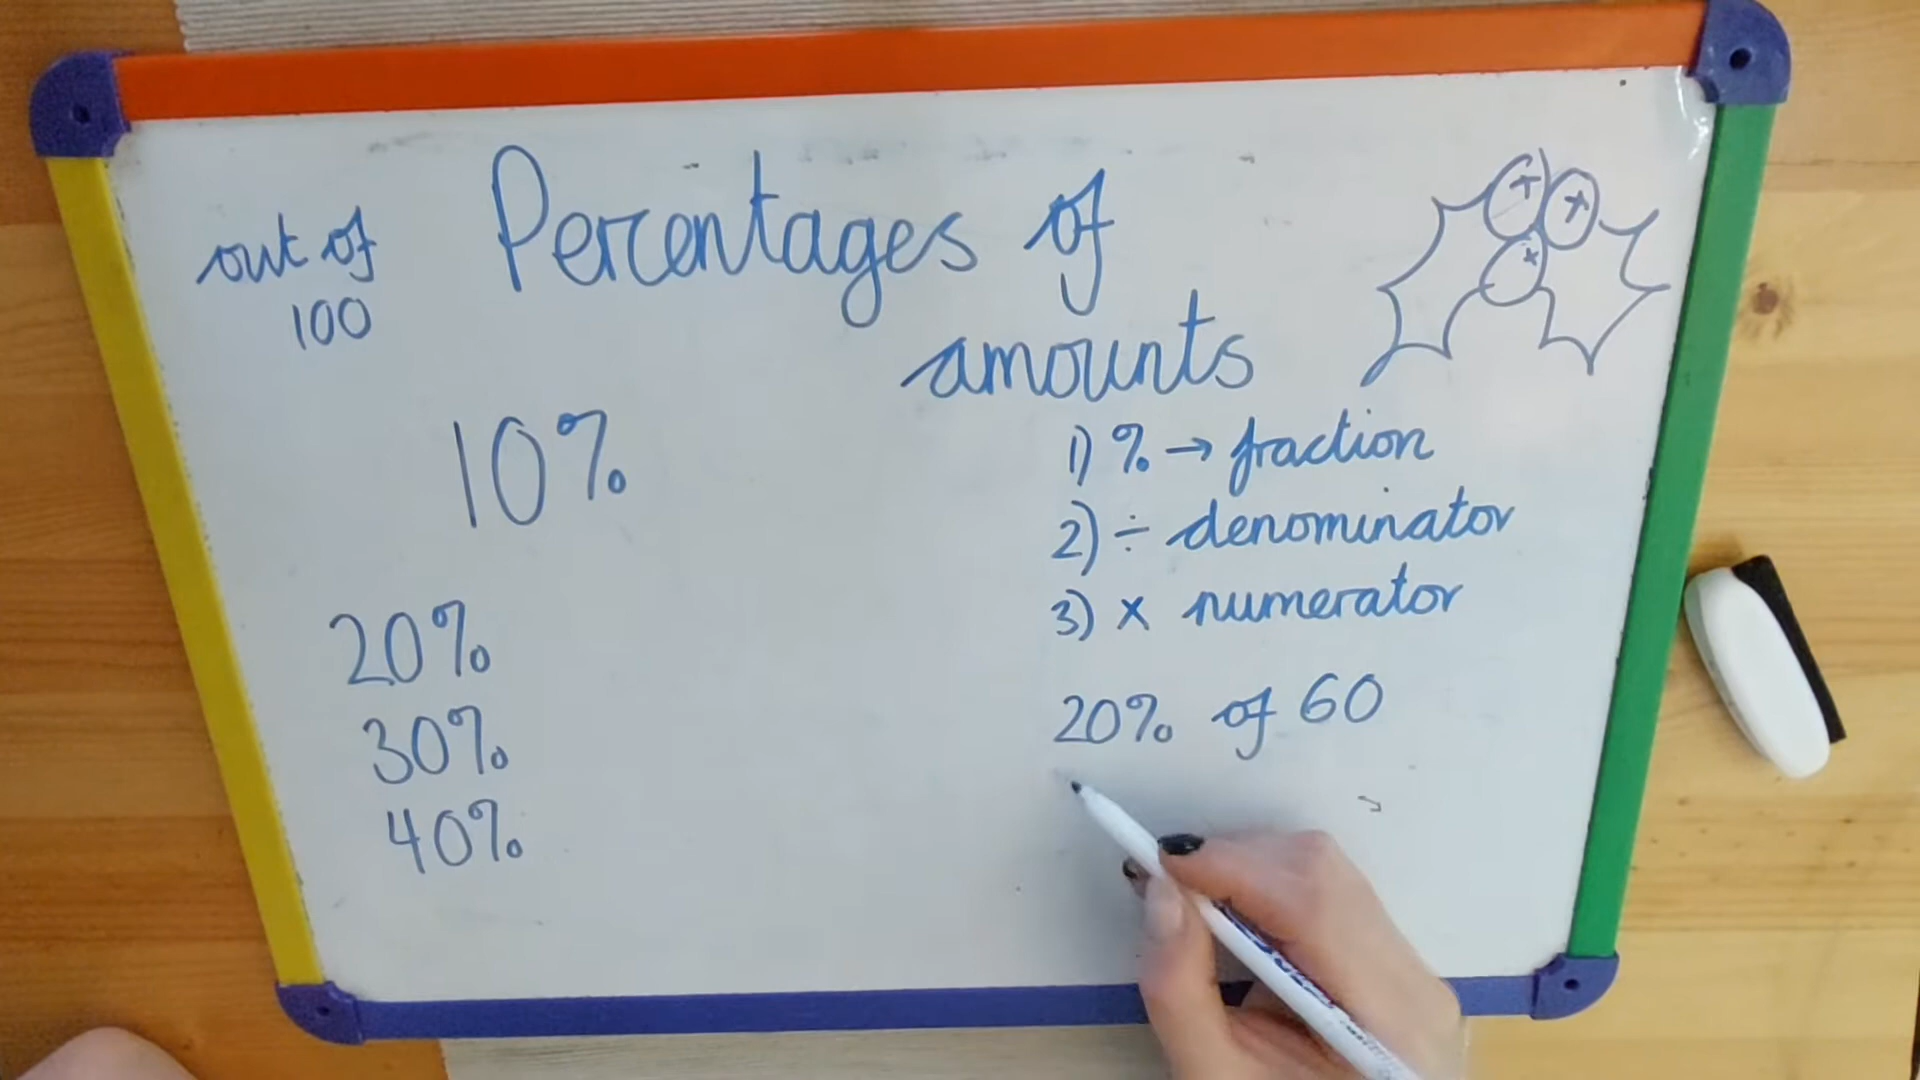 out of
100
Percentages of
amounts
10%
20%
30%
40%
1) % → fraction
2) ÷ denominator
3) × numerator
20% of 60